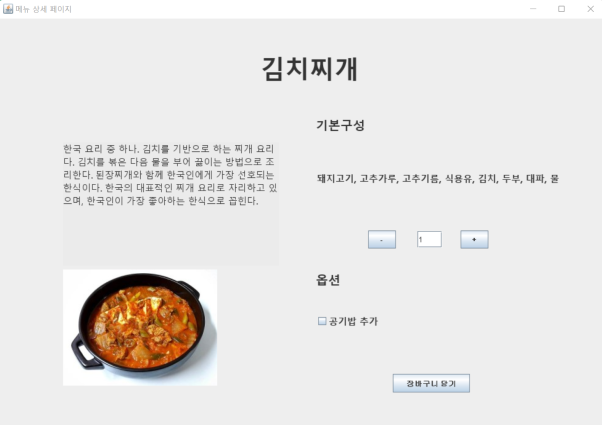 메뉴 상세 페이지
김치찌개
기본구성
한국 요리 중 하나. 김치를 기반으로 하는 찌개 요리
다. 김치를 볶은 다음 물을 부어 끓이는 방법으로 조
리한다. 된장찌개와 함께 한국인에게 가장 선호되는
한식이다. 한국의 대표적인 찌개 요리로 자리하고 있
으며, 한국인이 가장 좋아하는 한식으로 꼽힌다.
돼지고기, 고추가루, 고추기름, 식용유, 김치, 두부, 대파, 물
- 1 +
옵션
공기밥 추가
장바구니 담기